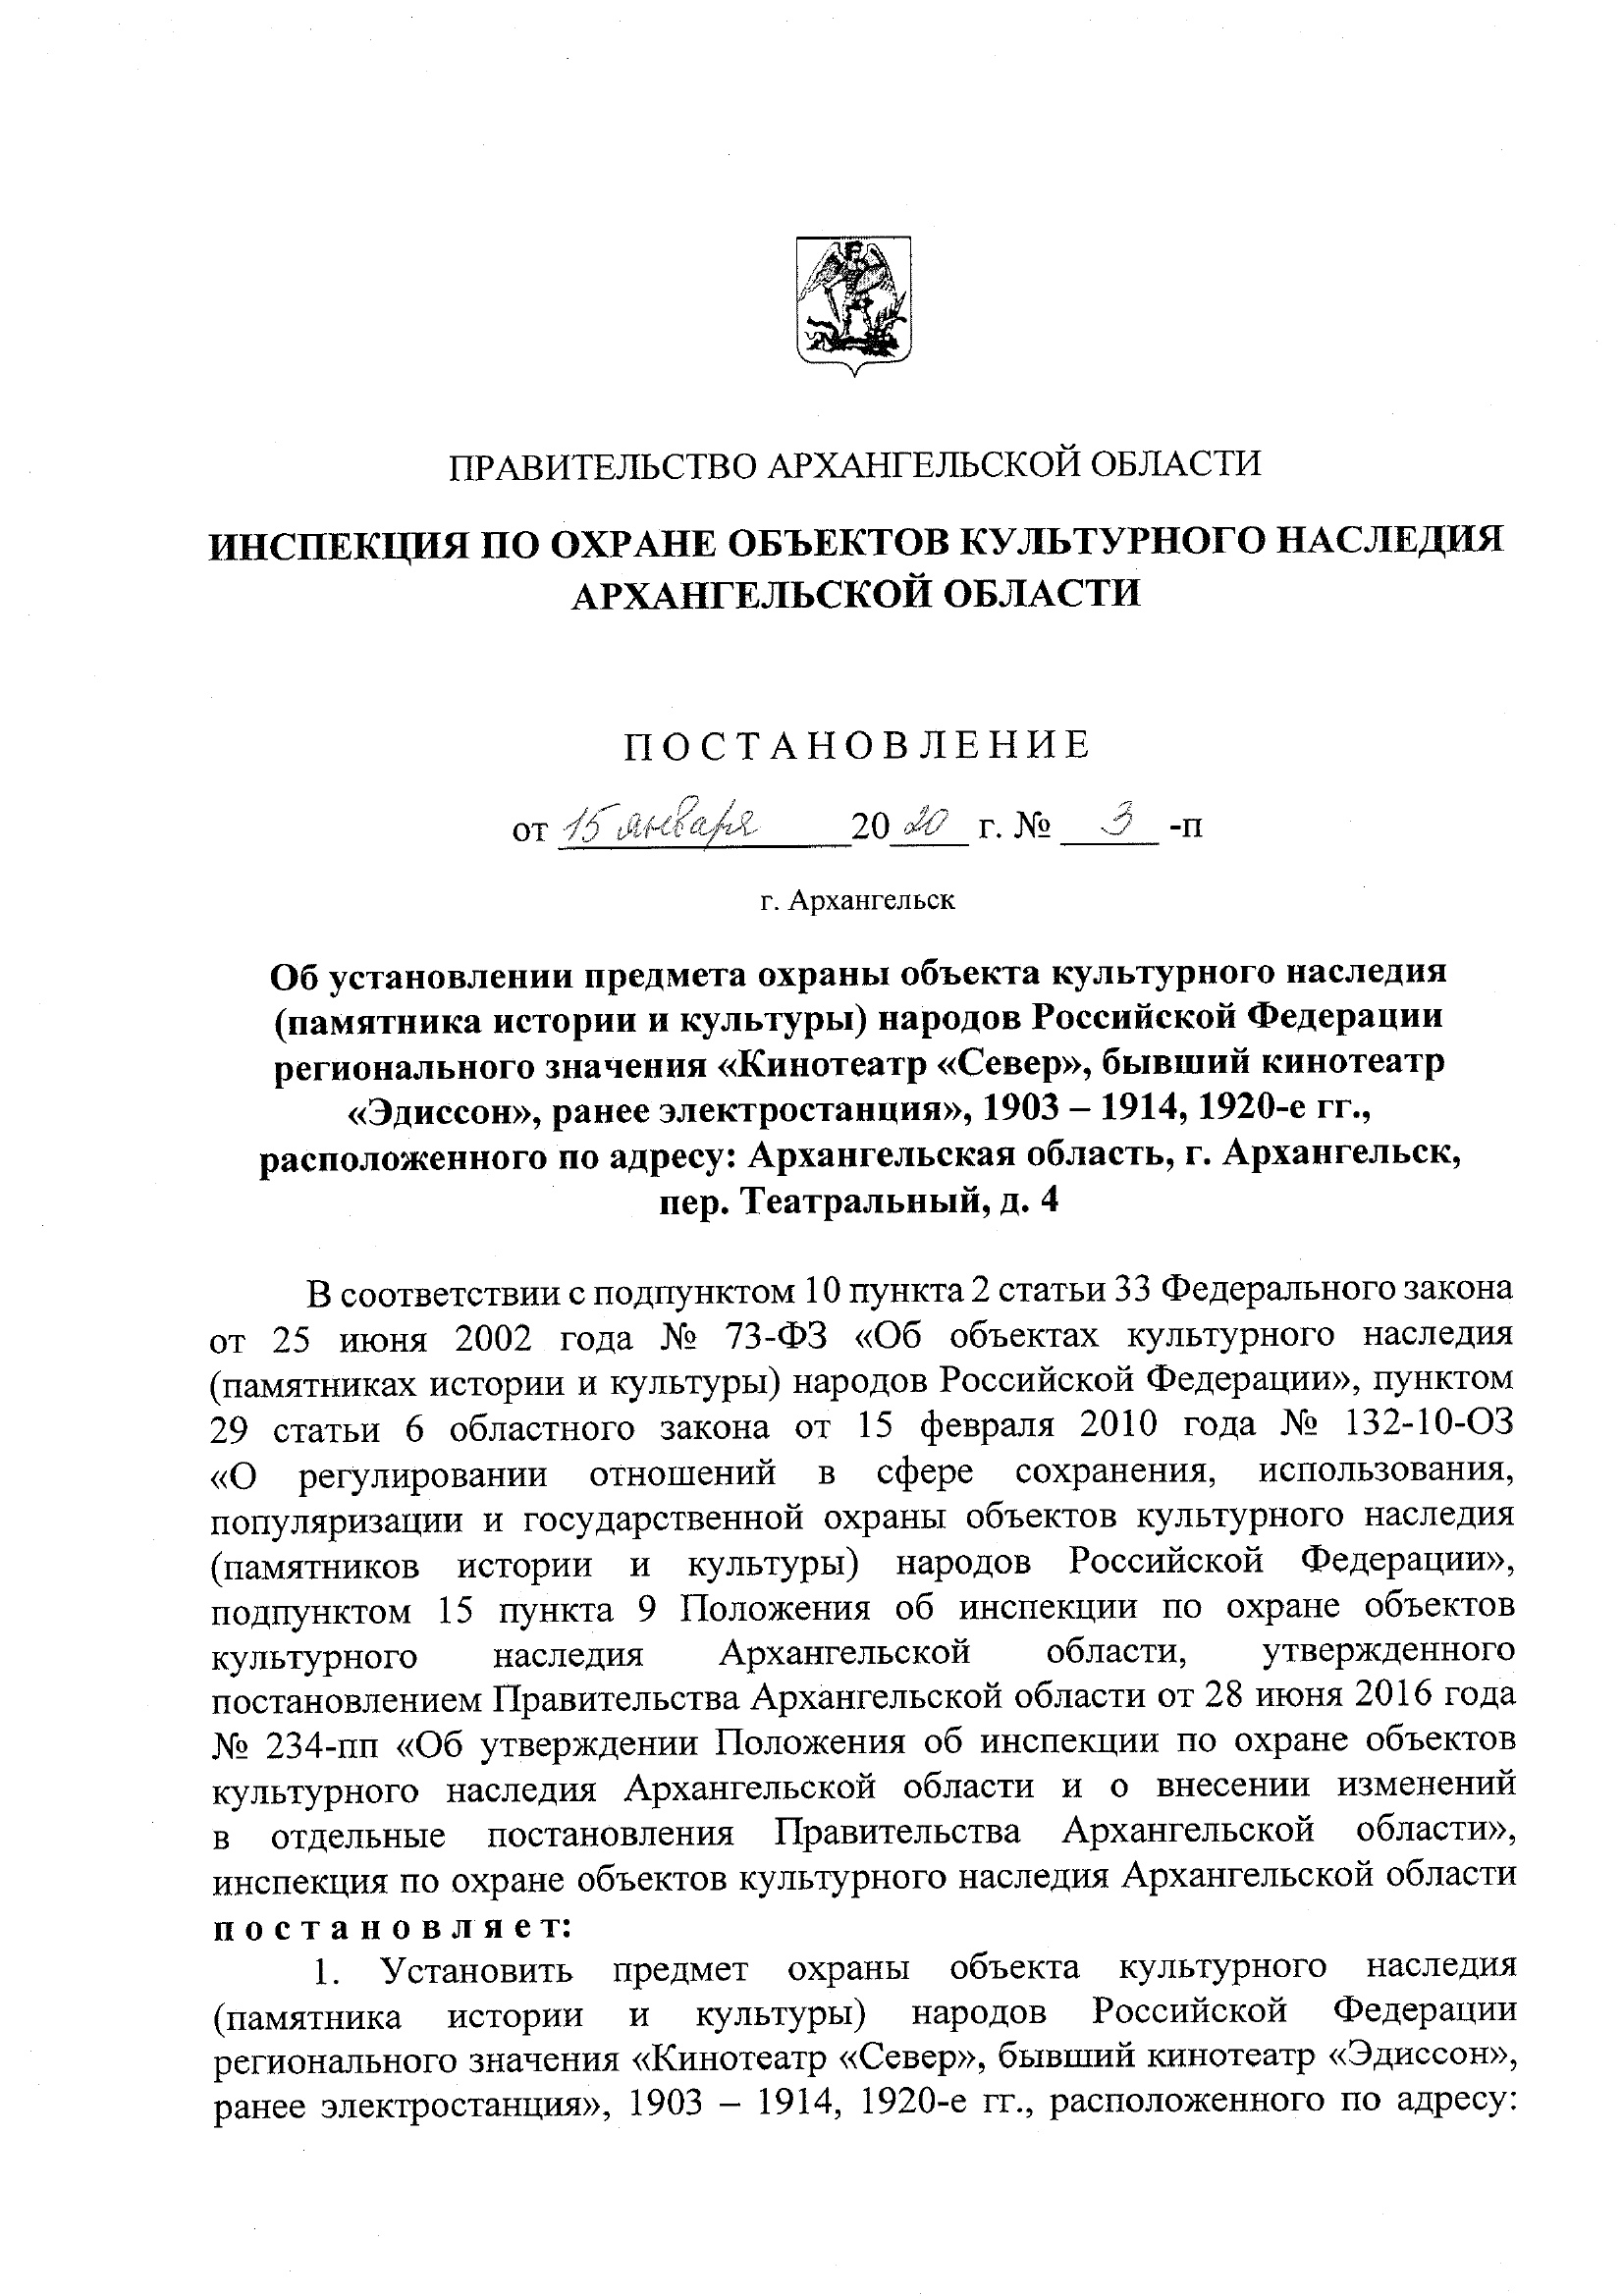 ПРАВИТЕЛЬСТВО АРХАНГЕЛЬСКОЙ ОБЛАСТИ
ИНСПЕКЦИЯ ПО ОХРАНЕ ОБЪЕКТОВ КУЛЬТУРНОГО НАСЛЕДИЯ
АРХАНГЕЛЬСКОЙ ОБЛАСТИ
П О С Т А Н О В Л Е Н И Е
от 15 января 2020 г. № 3 -п
г. Архангельск
Об установлении предмета охраны объекта культурного наследия
(памятника истории и культуры) народов Российской Федерации
регионального значения «Кинотеатр «Север», бывший кинотеатр
«Эдиссон», ранее электростанция», 1903 – 1914, 1920-е гг.,
расположенного по адресу: Архангельская область, г. Архангельск,
пер. Театральный, д. 4
В соответствии с подпунктом 10 пункта 2 статьи 33 Федерального закона
от 25 июня 2002 года № 73-ФЗ «Об объектах культурного наследия
(памятниках истории и культуры) народов Российской Федерации», пунктом
29 статьи 6 областного закона от 15 февраля 2010 года № 132-10-ОЗ
«О регулировании отношений в сфере сохранения, использования,
популяризации и государственной охраны объектов культурного наследия
(памятников истории и культуры) народов Российской Федерации»,
подпунктом 15 пункта 9 Положения об инспекции по охране объектов
культурного наследия Архангельской области, утвержденного
постановлением Правительства Архангельской области от 28 июня 2016 года
№ 234-пп «Об утверждении Положения об инспекции по охране объектов
культурного наследия Архангельской области и о внесении изменений
в отдельные постановления Правительства Архангельской области»,
инспекция по охране объектов культурного наследия Архангельской области
п о с т а н о в л я е т:
1. Установить предмет охраны объекта культурного наследия
(памятника истории и культуры) народов Российской Федерации
регионального значения «Кинотеатр «Север», бывший кинотеатр «Эдиссон»,
ранее электростанция», 1903 – 1914, 1920-е гг., расположенного по адресу: